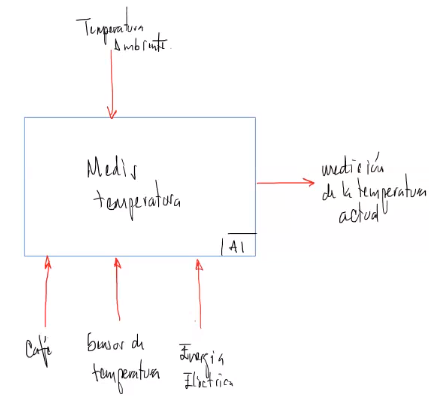 Temperatura
Ambiente.
Medir
temperatura
A1
medición
de la temperatura
actual
Café
Sensor de
temperatura
Energía
Eléctrica